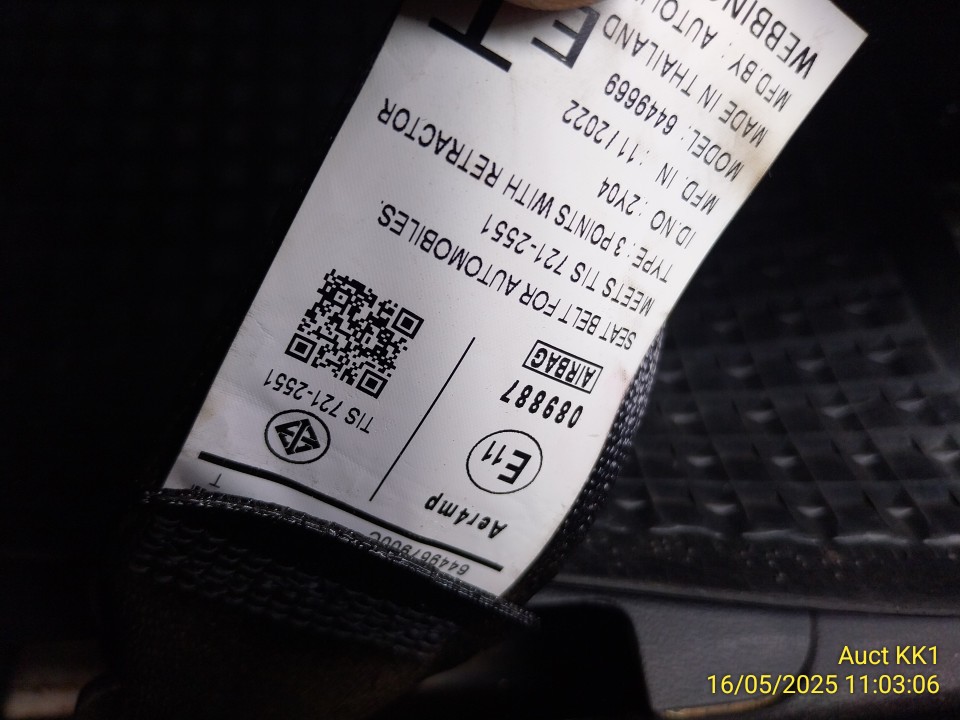 6449679000
Aer4mp
E11
089887
AIRBAG
TIS 721-2551
SEAT BELT FOR AUTOMOBILES.
MEETS TIS 721-2551
TYPE : 3 POINTS WITH RETRACTOR
ID.NO : 2Y04
MFD. IN : 11 / 2022
MODEL : 6449669
MADE IN THAILAND
MFD.BY :
Auct KK1
16/05/2025 11:03:06